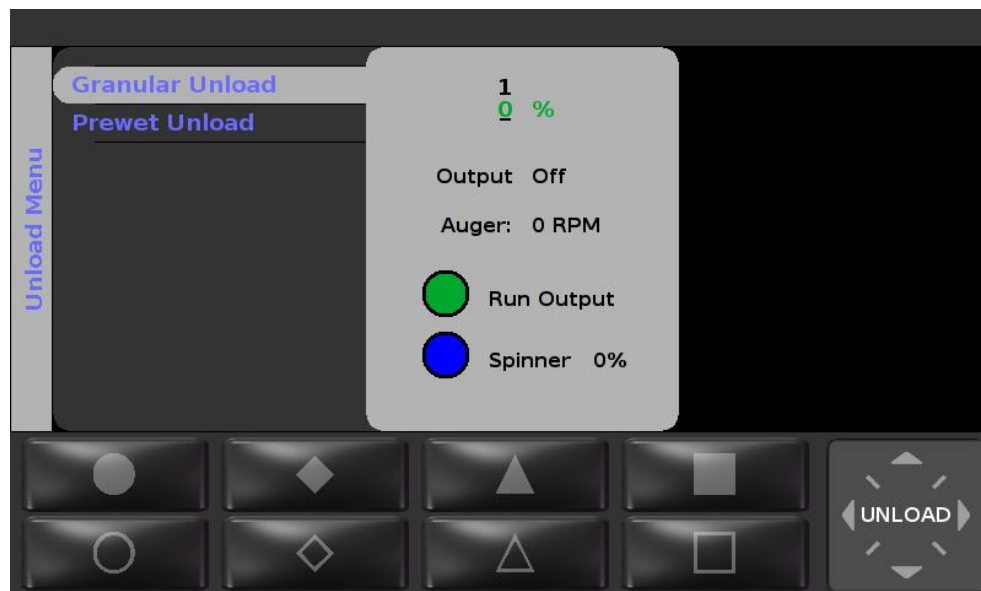 Unload Menu
Granular Unload
Prewet Unload
1
0 %
Output Off
Auger: 0 RPM
Run Output
Spinner 0%
UNLOAD